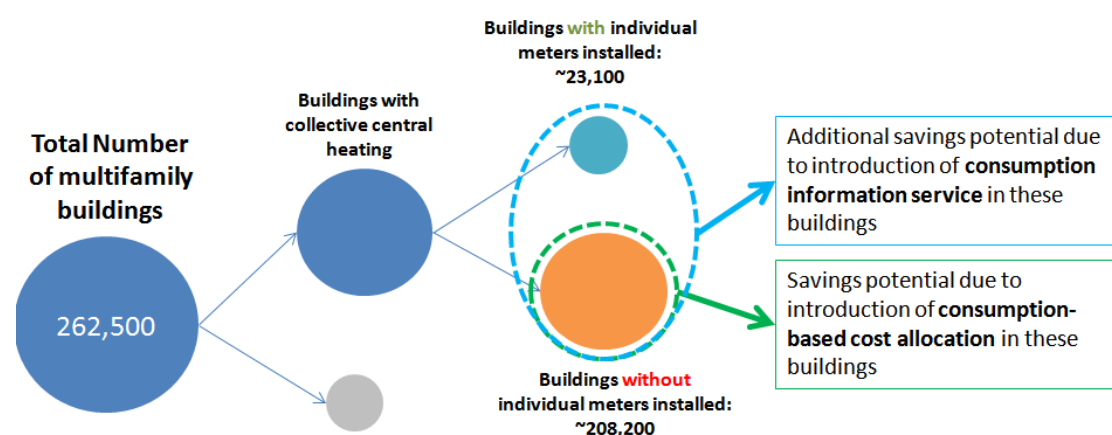 Total Number
of multifamily
buildings
262,500
Buildings with
collective central
heating
Buildings with individual
meters installed:
~23,100
Buildings without
individual meters installed:
~208,200
Additional savings potential due
to introduction of consumption
information service in these
buildings
Savings potential due to
introduction of consumption-
based cost allocation in these
buildings